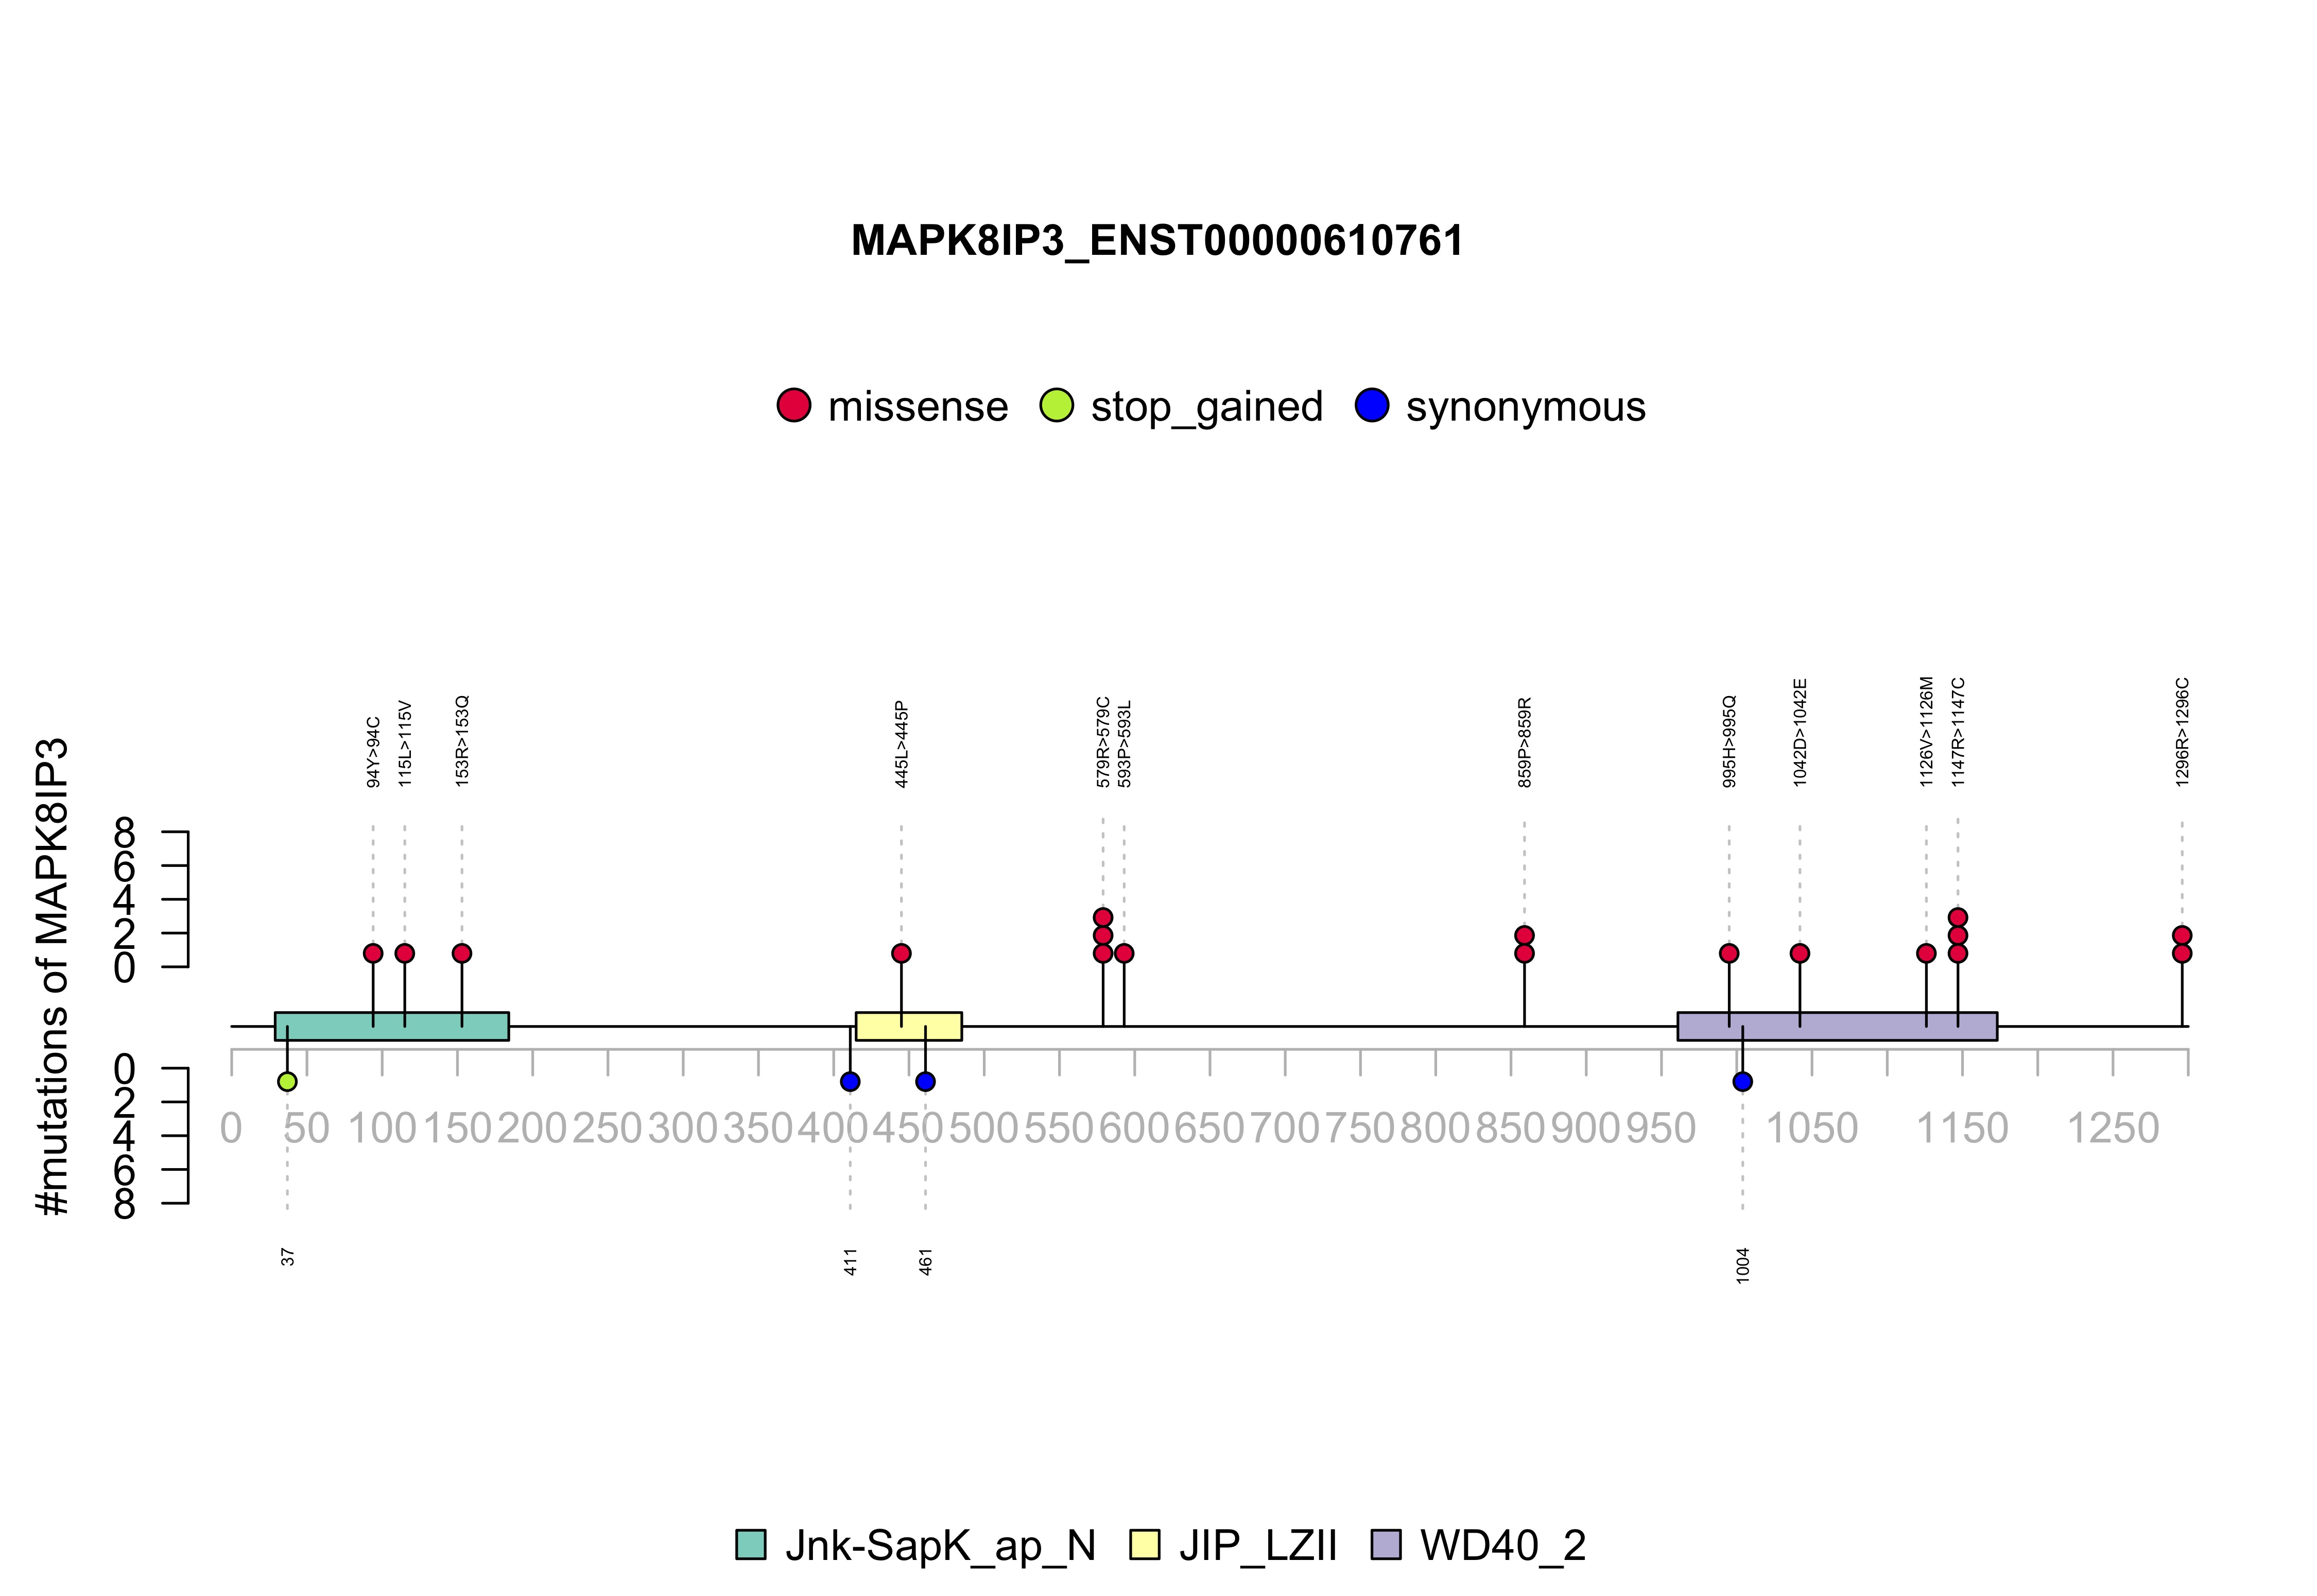 MAPK8IP3_ENST00000610761
missense stop_gained synonymous
94Y>94C
115L>115V
153R>153Q
445L>445P
579R>579C
593P>593L
859P>859R
995H>995Q
1042D>1042E
1126V>1126M
1147R>1147C
1296R>1296C
#mutations of MAPK8IP3
8
6
4
2
0
0
2
4
6
8
0 50 100 150 200 250 300 350 400 450 500 550 600 650 700 750 800 850 900 950 1050 1150 1250
37
411
461
1004
Jnk-SapK_ap_N JIP_LZII WD40_2